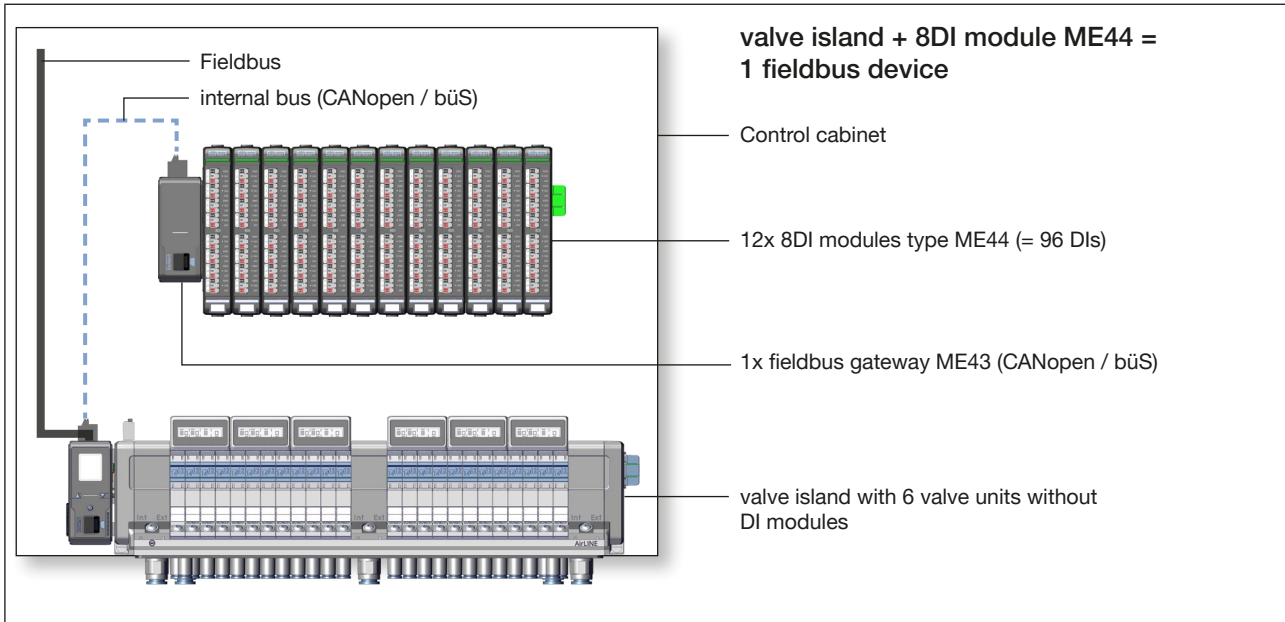 valve island + 8DI module ME44 =
1 fieldbus device
Fieldbus
internal bus (CANopen / büS)
Control cabinet
12x 8DI modules type ME44 (= 96 DIs)
1x fieldbus gateway ME43 (CANopen / büS)
valve island with 6 valve units without
DI modules
Int Ext
Int Ext
Int Ext
AirLINE